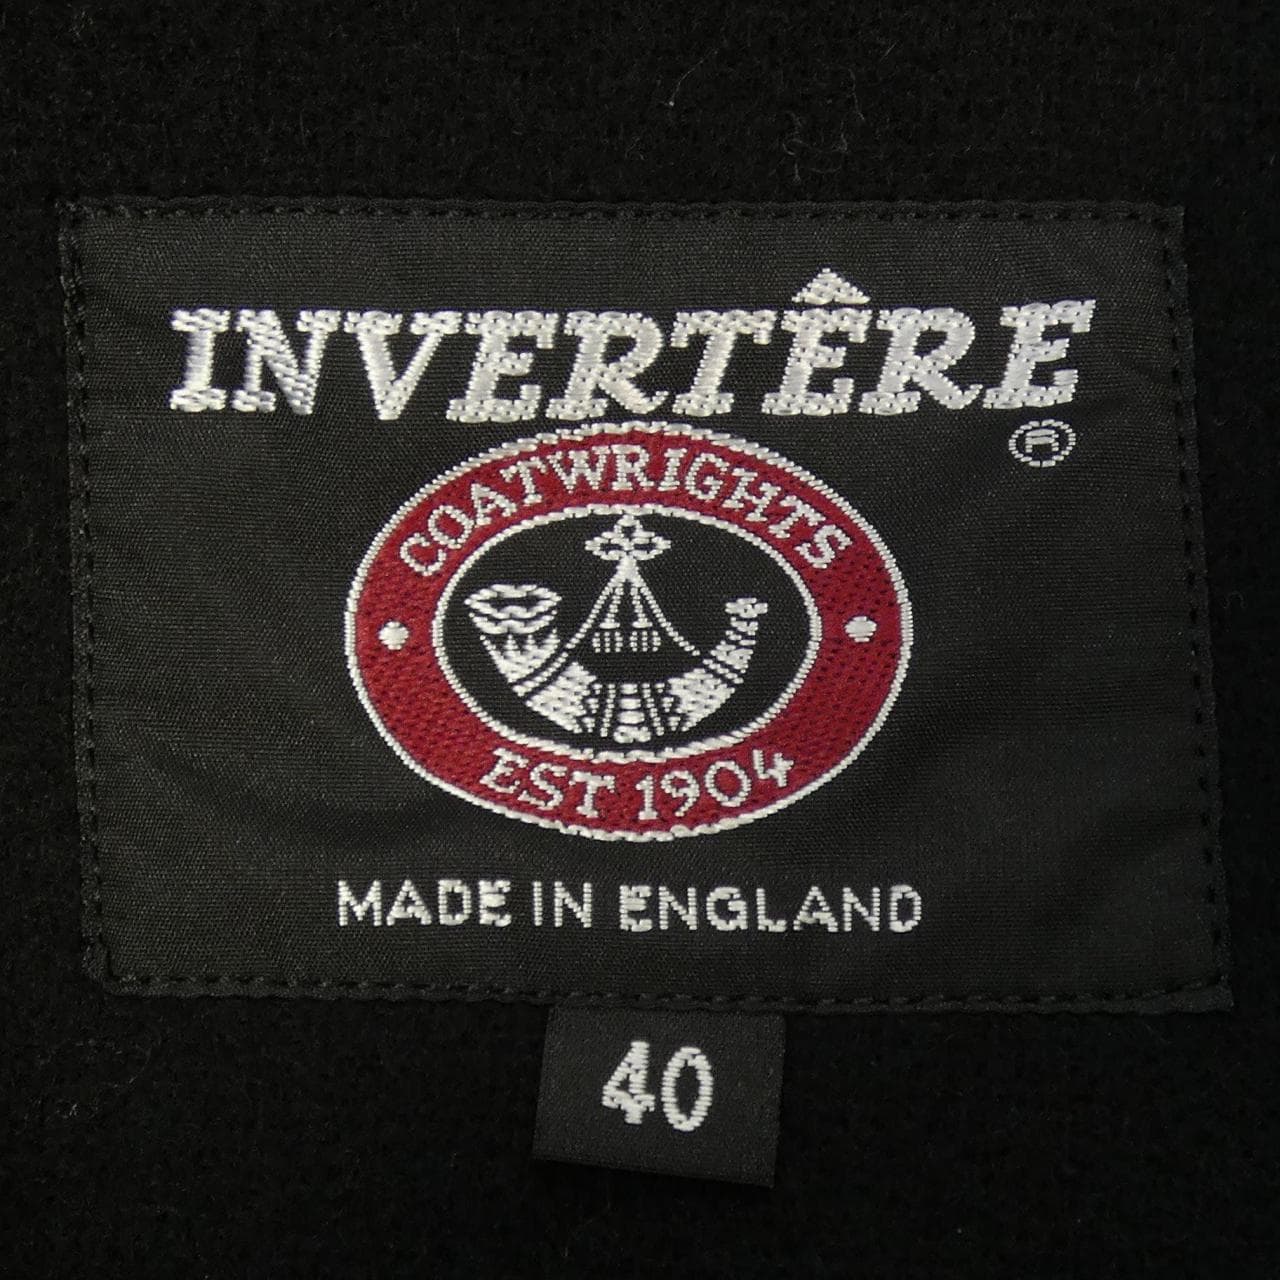 INVERTÊRE
®
COATWRIGHTS
EST 1904
MADE IN ENGLAND
40